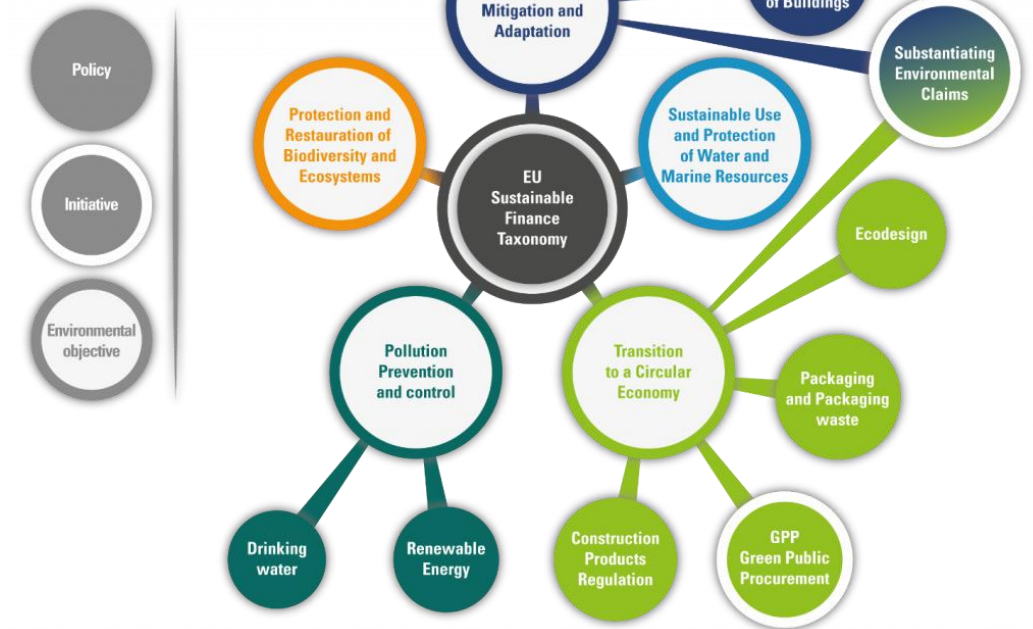 Policy
Initiative
Environmental
objective
Mitigation and
Adaptation
of Buildings
Substantiating
Environmental
Claims
Protection and
Restauration of
Biodiversity and
Ecosystems
EU
Sustainable
Finance
Taxonomy
Sustainable Use
and Protection
of Water and
Marine Resources
Ecodesign
Pollution
Prevention
and control
Transition
to a Circular
Economy
Packaging
and Packaging
waste
Drinking
water
Renewable
Energy
Construction
Products
Regulation
GPP
Green Public
Procurement